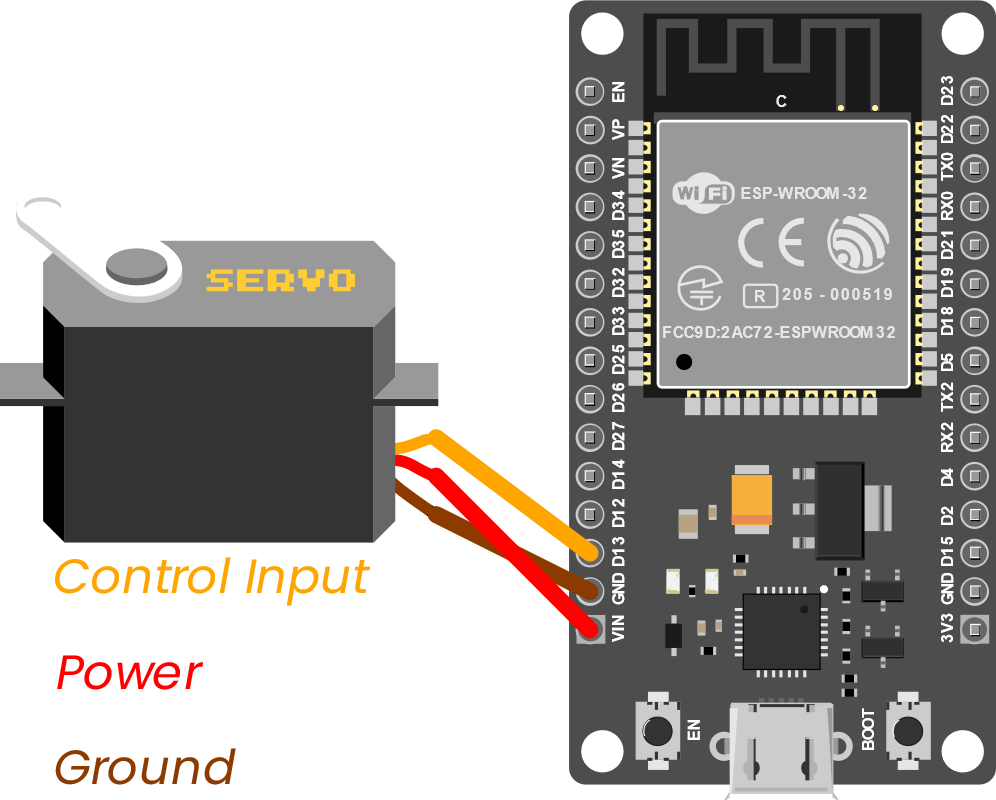 SERVO
Control Input
Power
Ground
EN
VP
VN
D34
D35
D32
D33
D25
D26
D27
D14
D12
D13
GND
VIN
C
WiFi ESP-WROOM-32
CE
R 205 - 000519
FCC9D:2AC72-ESPWROOM32
EN
BOOT
D23
D22
TX0
RX0
D21
D19
D18
D5
TX2
RX2
D4
D2
D15
GND
3V3